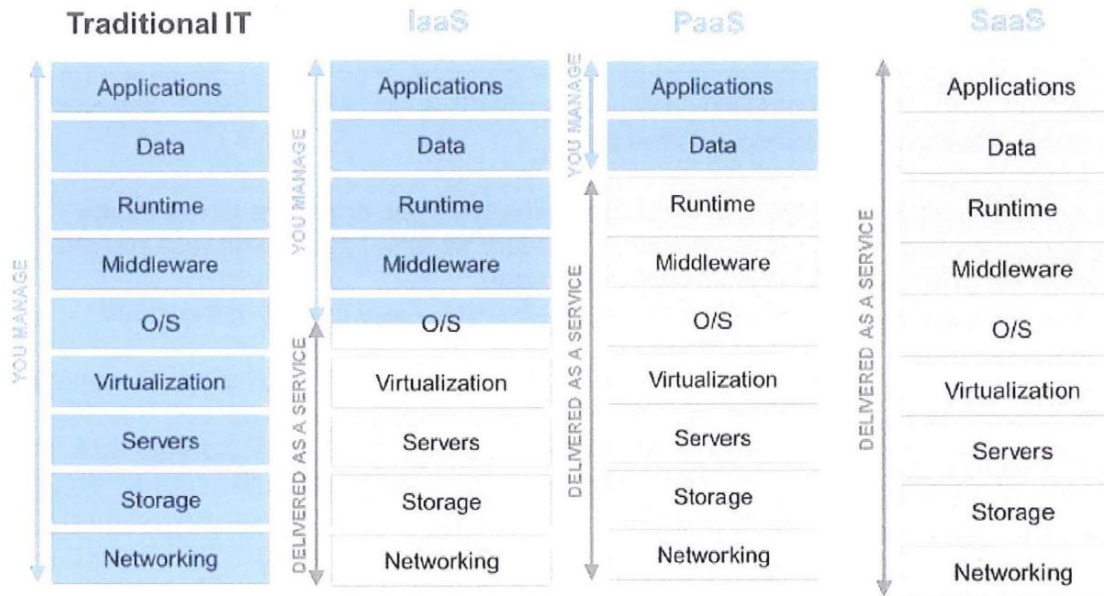 Traditional IT
YOU MANAGE
Applications
Data
Runtime
Middleware
O/S
Virtualization
Servers
Storage
Networking
IaaS
YOU MANAGE
DELIVERED AS A SERVICE
Applications
Data
Runtime
Middleware
O/S
Virtualization
Servers
Storage
Networking
PaaS
YOU MANAGE
DELIVERED AS A SERVICE
Applications
Data
Runtime
Middleware
O/S
Virtualization
Servers
Storage
Networking
SaaS
DELIVERED AS A SERVICE
Applications
Data
Runtime
Middleware
O/S
Virtualization
Servers
Storage
Networking